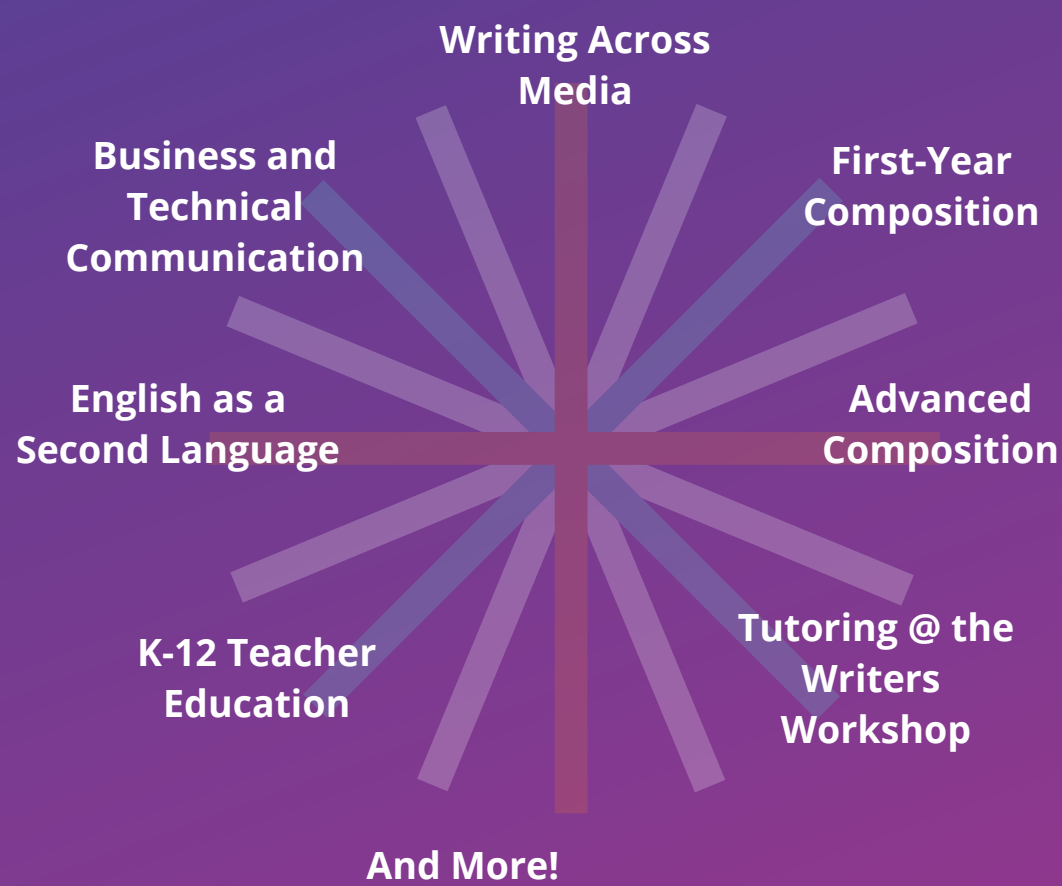 Writing Across
Media
Business and
Technical
Communication
First-Year
Composition
English as a
Second Language
Advanced
Composition
K-12 Teacher
Education
Tutoring @ the
Writers
Workshop
And More!